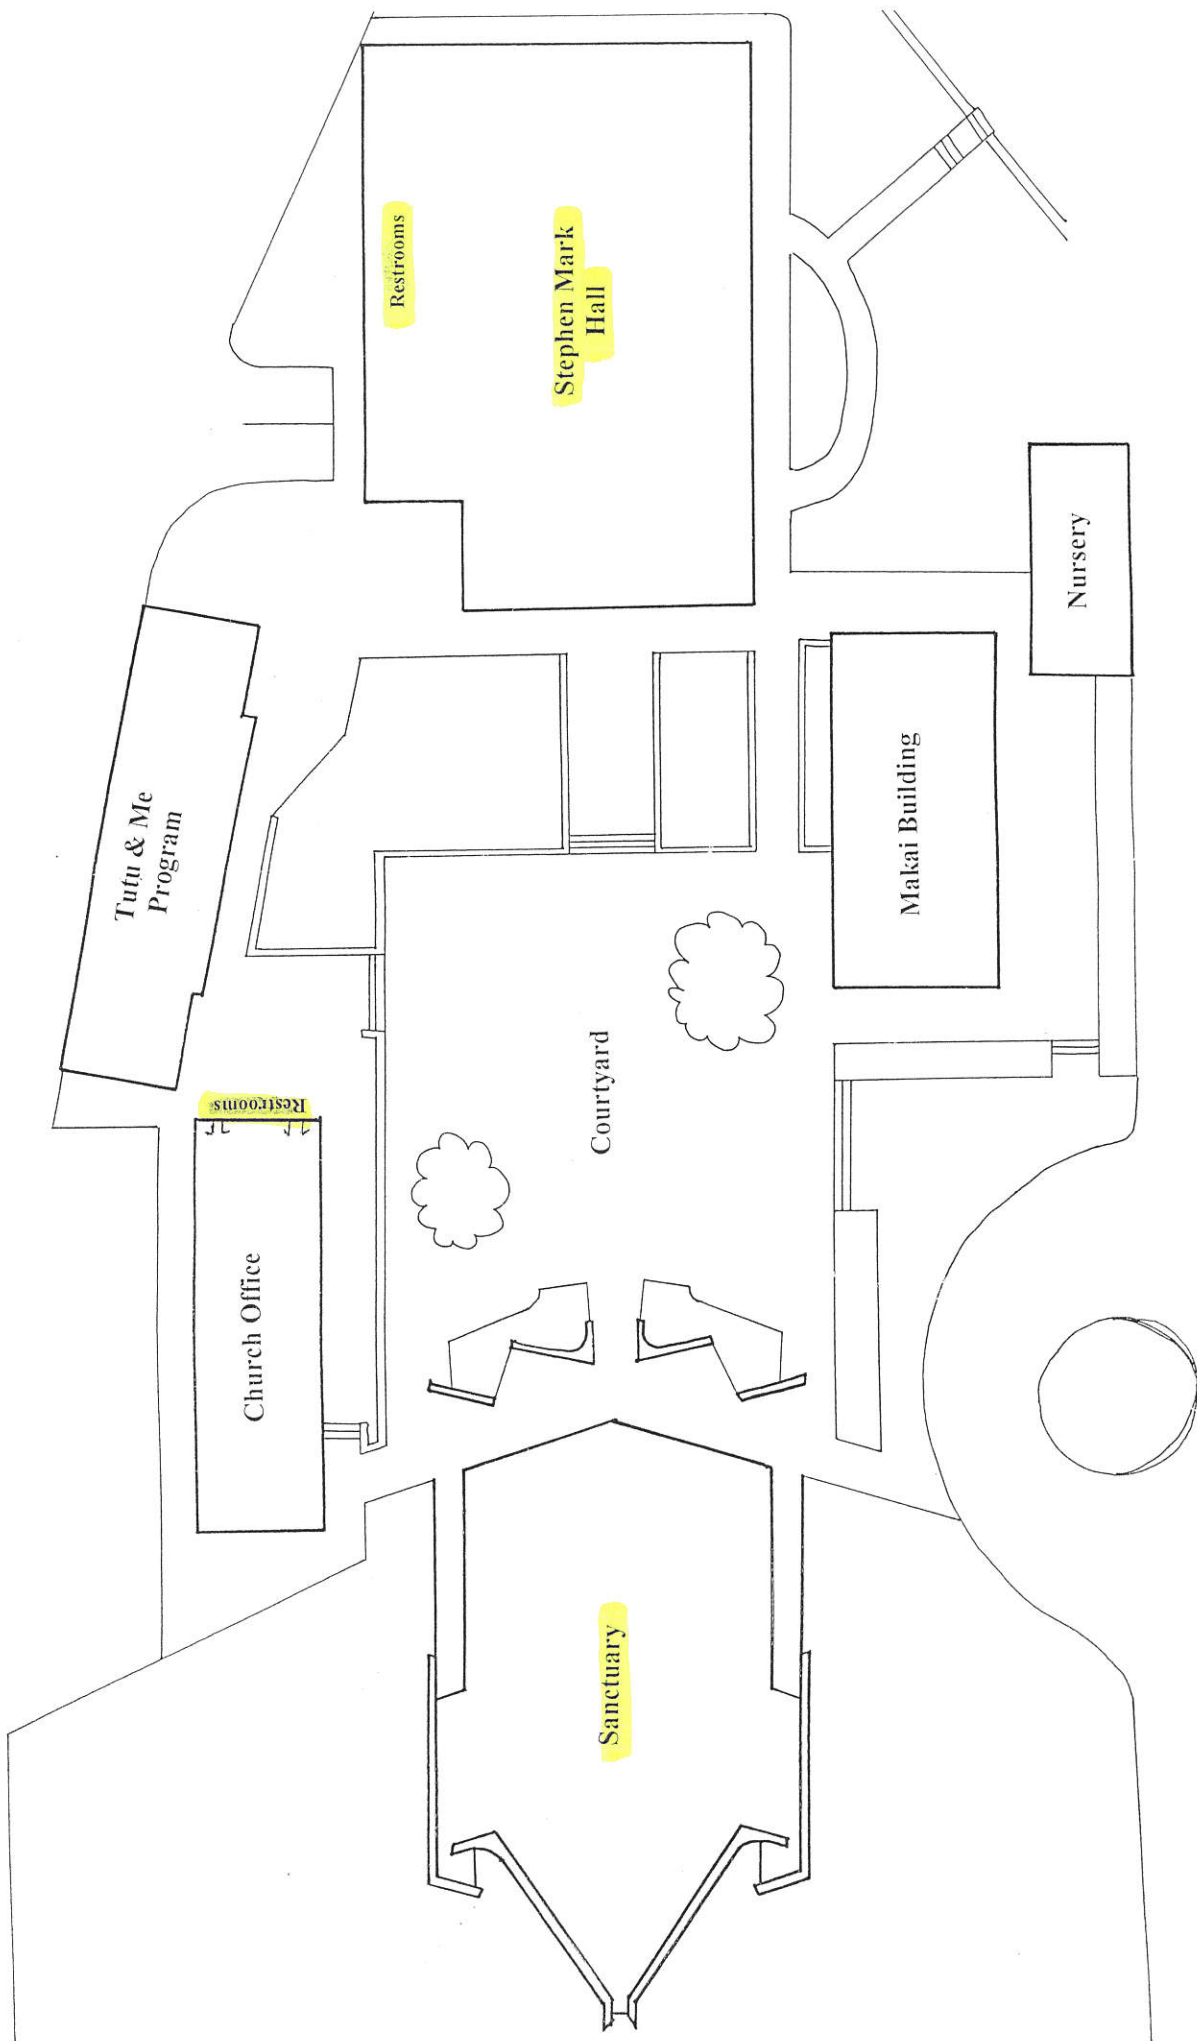 Restrooms
Stephen Mark
Hall
Nursery
Tutu & Me
Program
Makai Building
Courtyard
Restrooms
Church Office
Sanctuary